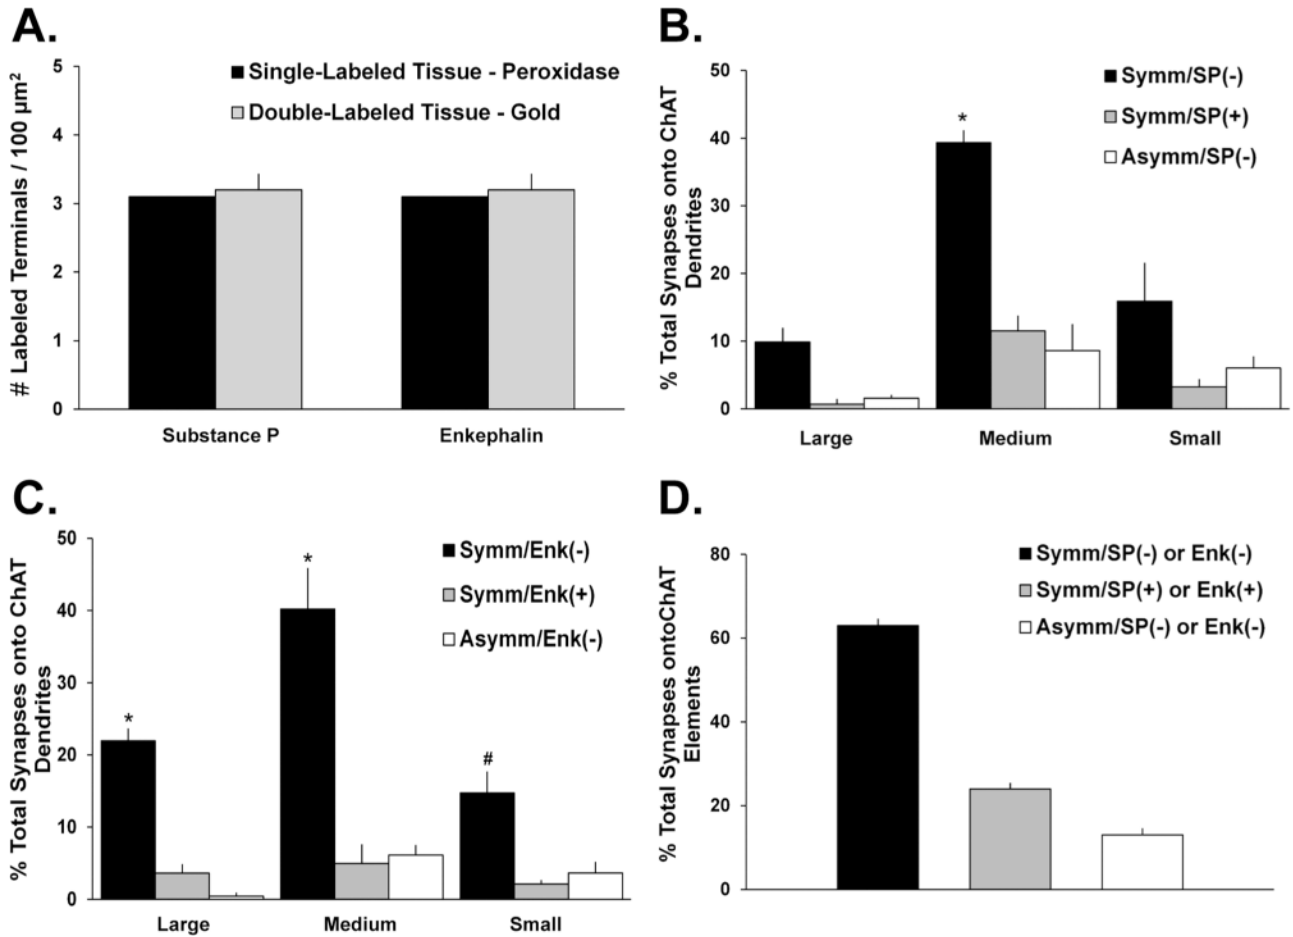 A.
# Labeled Terminals / 100 µm²
5
4
3
2
1
0
Single-Labeled Tissue - Peroxidase
Double-Labeled Tissue - Gold
Substance P
Enkephalin
B.
% Total Synapses onto ChAT
Dendrites
50
40
30
20
10
0
*
Symm/SP(-)
Symm/SP(+)
Asymm/SP(-)
Large
Medium
Small
C.
% Total Synapses onto ChAT
Dendrites
50
40
30
20
10
0
*
*
#
Symm/Enk(-)
Symm/Enk(+)
Asymm/Enk(-)
Large
Medium
Small
D.
% Total Synapses ontoChAT
Elements
80
60
40
20
0
Symm/SP(-) or Enk(-)
Symm/SP(+) or Enk(+)
Asymm/SP(-) or Enk(-)